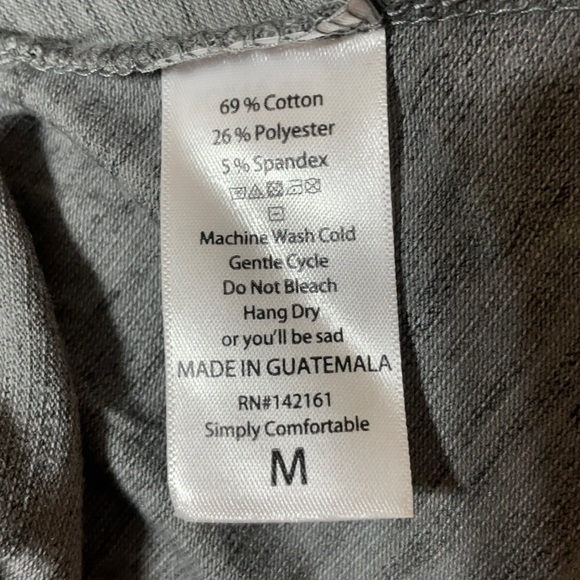 69 % Cotton
26 % Polyester
5 % Spandex
Machine Wash Cold
Gentle Cycle
Do Not Bleach
Hang Dry
or you'll be sad
MADE IN GUATEMALA
RN#142161
Simply Comfortable
M